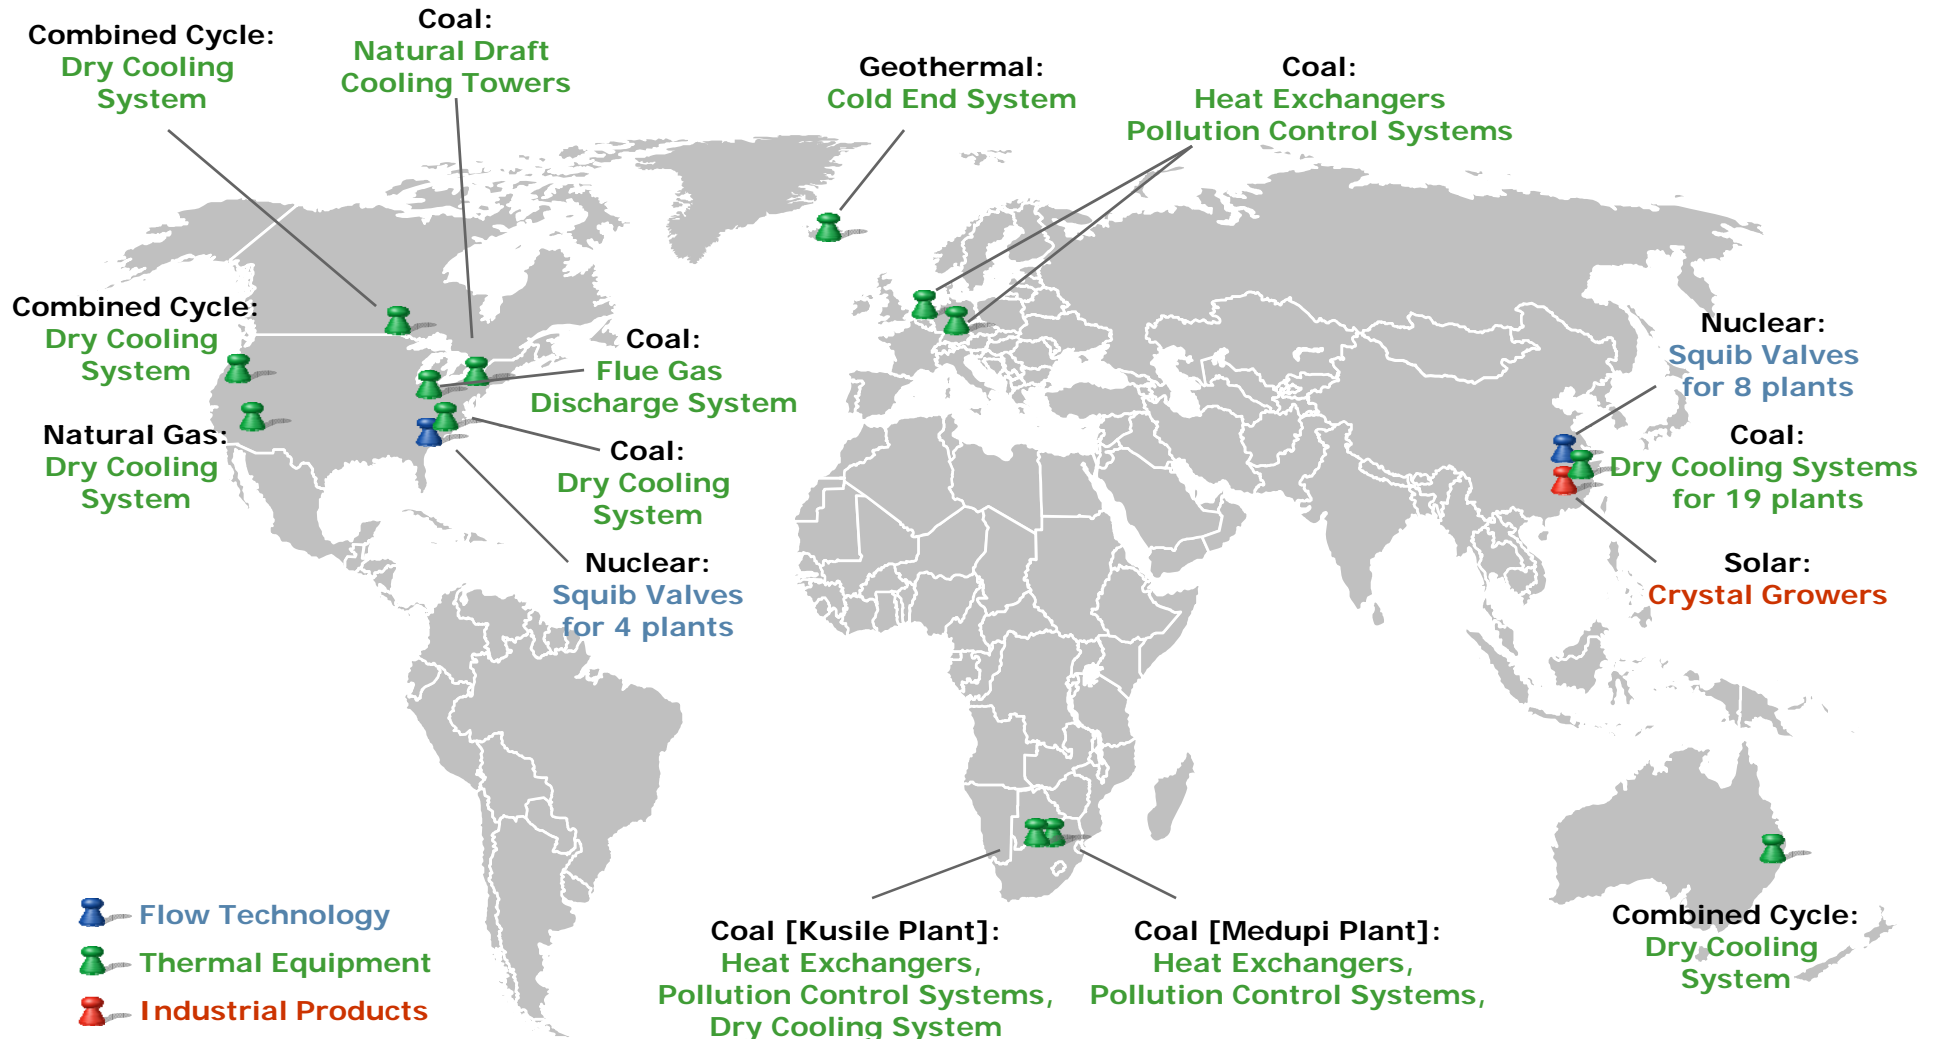 Combined Cycle:
Dry Cooling
System
Coal:
Natural Draft
Cooling Towers
Geothermal:
Cold End System
Coal:
Heat Exchangers
Pollution Control Systems
Combined Cycle:
Dry Cooling
System
Natural Gas:
Dry Cooling
System
Coal:
Flue Gas
Discharge System
Coal:
Dry Cooling
System
Nuclear:
Squib Valves
for 4 plants
Nuclear:
Squib Valves
for 8 plants
Coal:
Dry Cooling Systems
for 19 plants
Solar:
Crystal Growers
Flow Technology
Thermal Equipment
Industrial Products
Coal [Kusile Plant]:
Heat Exchangers,
Pollution Control Systems,
Dry Cooling System
Coal [Medupi Plant]:
Heat Exchangers,
Pollution Control Systems,
Combined Cycle:
Dry Cooling
System